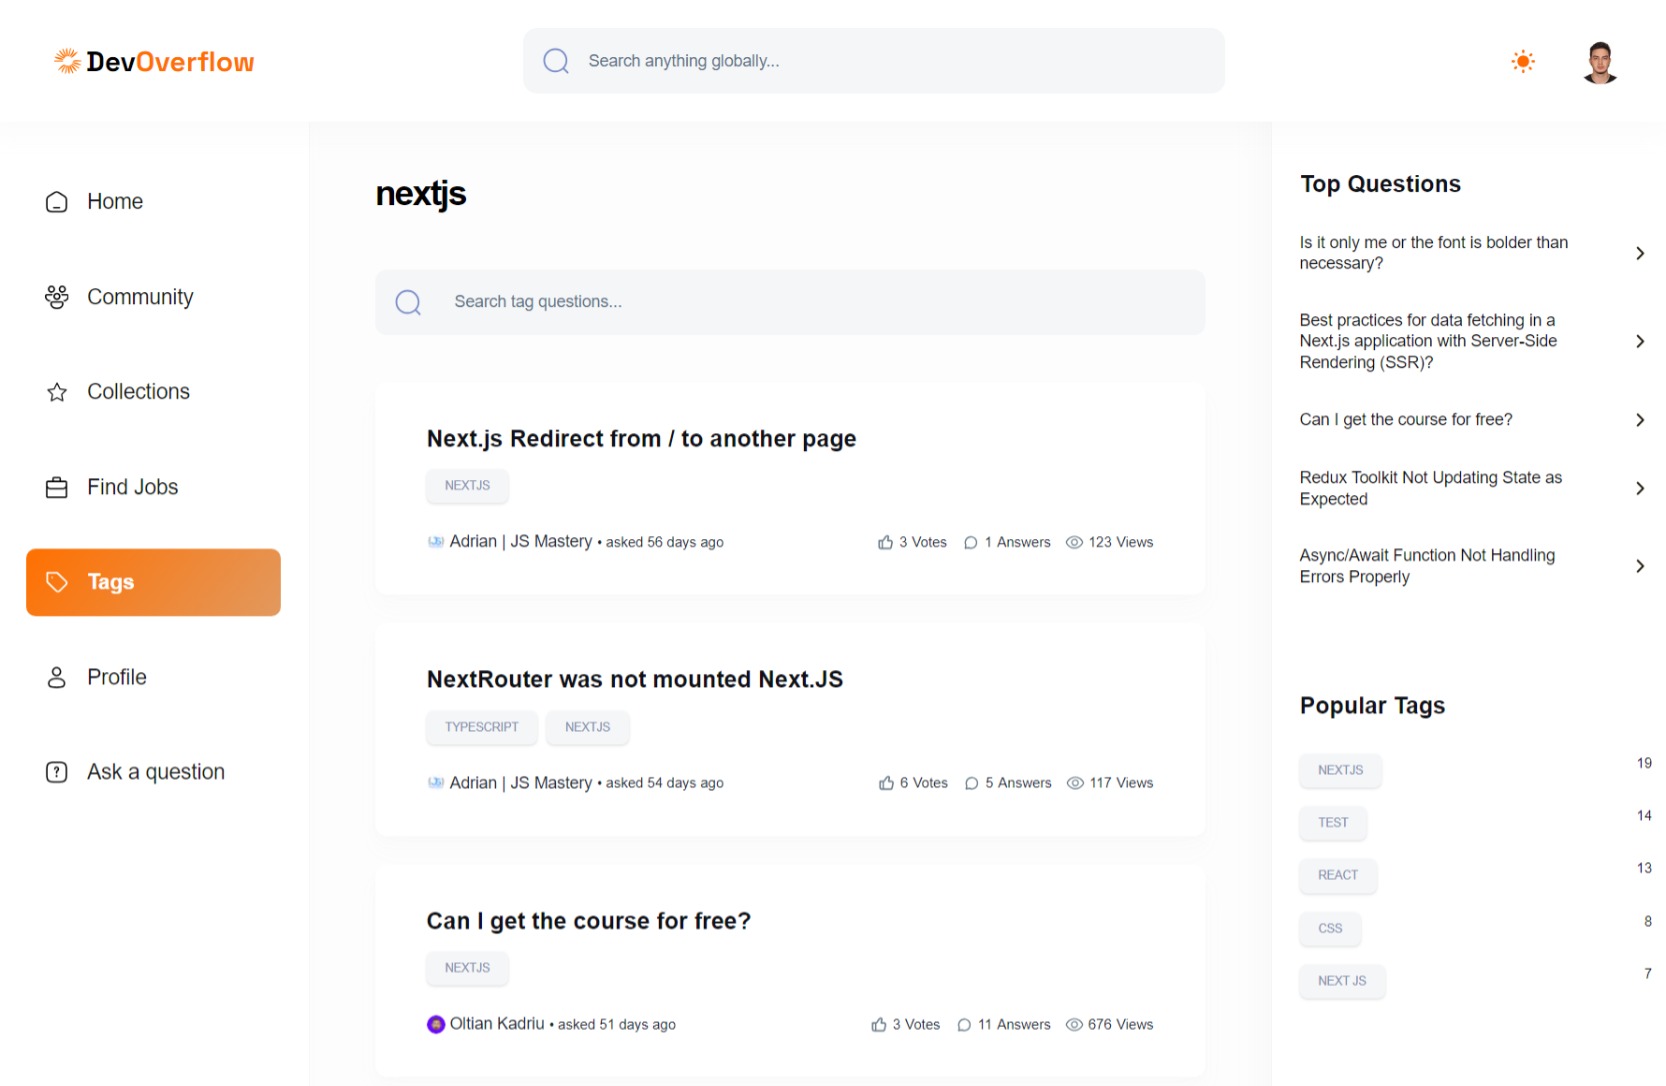 DevOverflow
Search anything globally...
Home
Community
Collections
Find Jobs
Tags
Profile
Ask a question
nextjs
Search tag questions...
Next.js Redirect from / to another page
NEXTJS
Adrian | JS Mastery • asked 56 days ago
3 Votes 1 Answers 123 Views
NextRouter was not mounted Next.JS
TYPESCRIPT NEXTJS
Adrian | JS Mastery • asked 54 days ago
6 Votes 5 Answers 117 Views
Can I get the course for free?
NEXTJS
Oltian Kadriu • asked 51 days ago
3 Votes 11 Answers 676 Views
Top Questions
Is it only me or the font is bolder than
necessary?
Best practices for data fetching in a
Next.js application with Server-Side
Rendering (SSR)?
Can I get the course for free?
Redux Toolkit Not Updating State as
Expected
Async/Await Function Not Handling
Errors Properly
Popular Tags
NEXTJS 19
TEST 14
REACT 13
CSS 8
NEXT JS 7